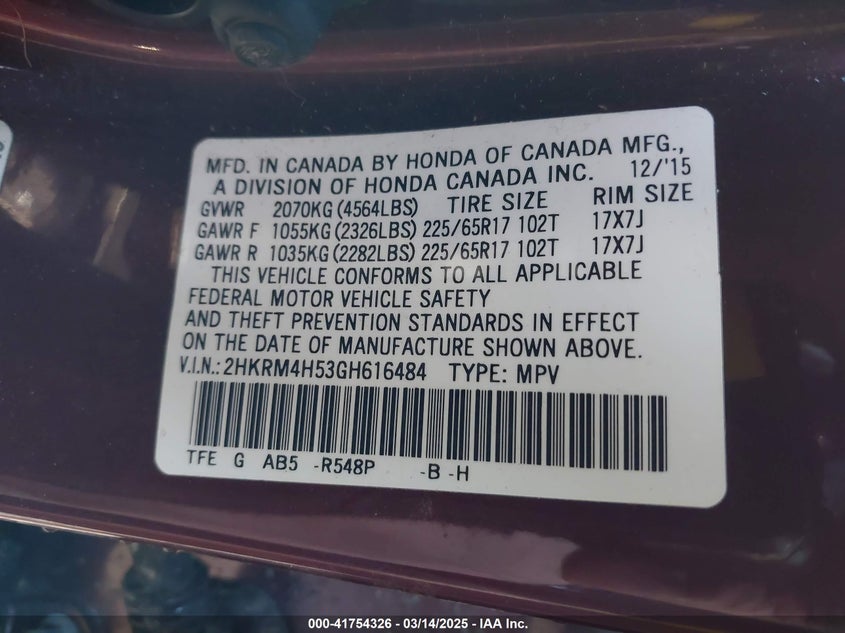 MFD. IN CANADA BY HONDA OF CANADA MFG.,
A DIVISION OF HONDA CANADA INC. 12/'15
GVWR 2070KG (4564LBS) TIRE SIZE RIM SIZE
GAWR F 1055KG (2326LBS) 225/65R17 102T 17X7J
GAWR R 1035KG (2282LBS) 225/65R17 102T 17X7J
THIS VEHICLE CONFORMS TO ALL APPLICABLE
FEDERAL MOTOR VEHICLE SAFETY
AND THEFT PREVENTION STANDARDS IN EFFECT
ON THE DATE OF MANUFACTURE SHOWN ABOVE.
V.I.N.: 2HKRM4H53GH616484 TYPE: MPV
TFE G AB5 -R548P -B -H
000-41754326 - 03/14/2025 - IAA Inc.